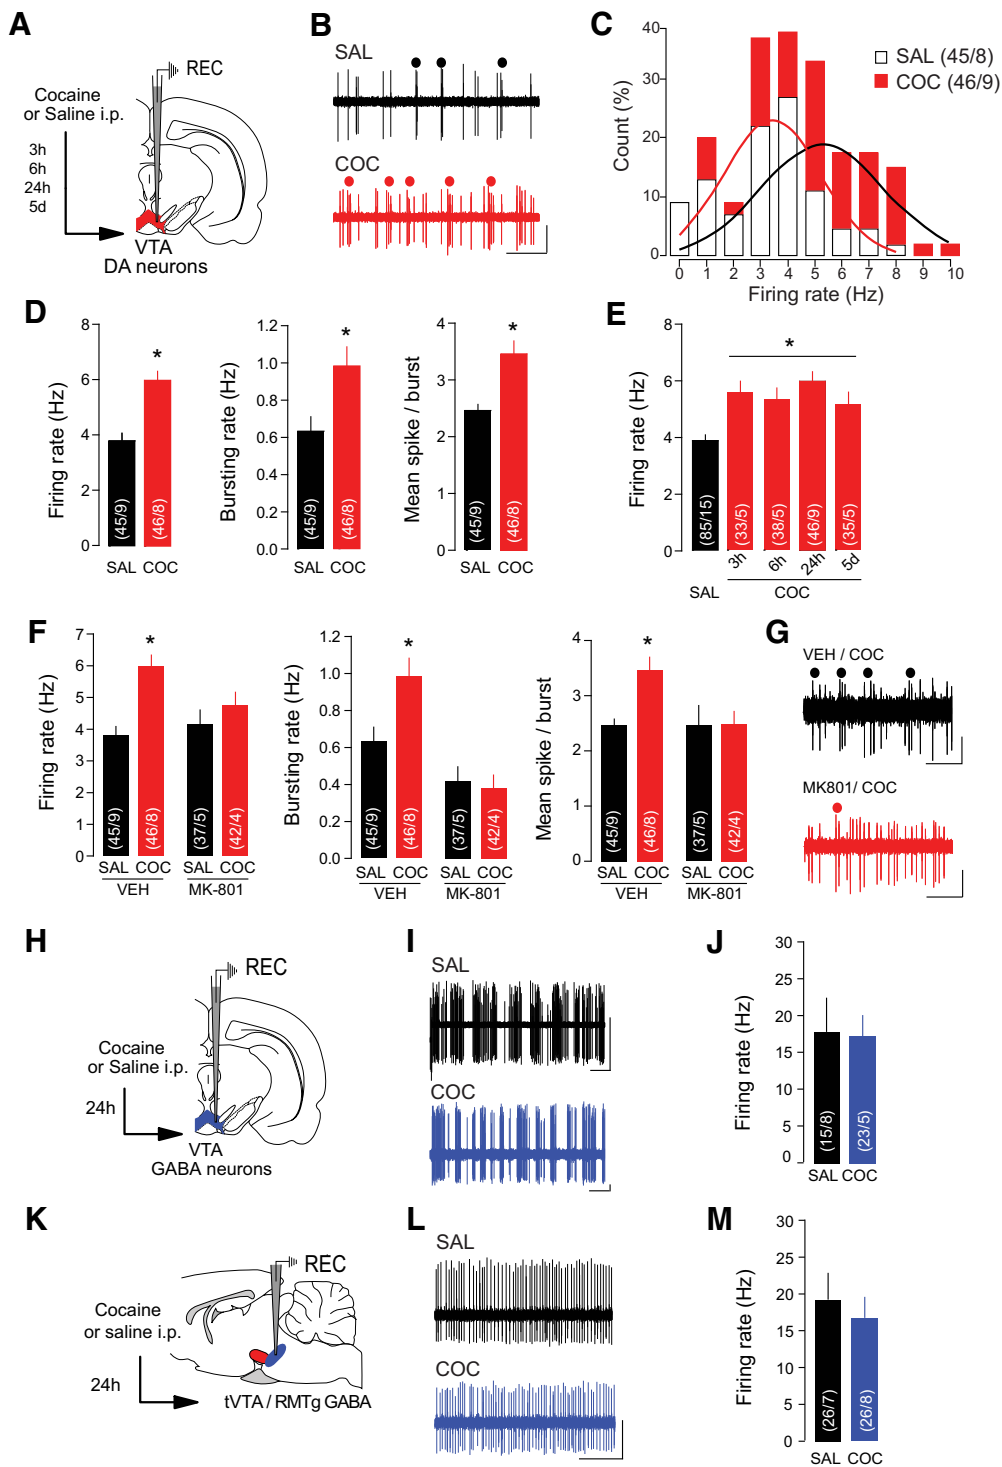 A
REC
Cocaine
or Saline i.p.
3h
6h
24h
5d
VTA
DA neurons
B
SAL
COC
C
SAL (45/8)
COC (46/9)
Count (%)
40
30
20
10
0
0 1 2 3 4 5 6 7 8 9 10
Firing rate (Hz)
D
Firing rate (Hz)
8
6
4
2
0
*
(45/9)
(46/8)
SAL COC
Bursting rate (Hz)
1.2
1.0
0.8
0.6
0.4
0.2
0.0
*
(45/9)
(46/8)
SAL COC
Mean spike / burst
4
3
2
1
0
*
(45/9)
(46/8)
SAL COC
E
Firing rate (Hz)
8
6
4
2
0
*
(85/15)
(33/5)
(38/5)
(46/9)
(35/5)
3h 6h 24h 5d
SAL COC
F
Firing rate (Hz)
7
6
5
4
3
2
1
0
*
(45/9)
(46/8)
(37/5)
(42/4)
SAL COC SAL COC
VEH MK-801
Bursting rate (Hz)
1.2
1.0
0.8
0.6
0.4
0.2
0.0
*
(45/9)
(46/8)
(37/5)
(42/4)
SAL COC SAL COC
VEH MK-801
Mean spike / burst
4
3
2
1
0
*
(45/9)
(46/8)
(37/5)
(42/4)
SAL COC SAL COC
VEH MK-801
G
VEH / COC
MK801/ COC
H
REC
Cocaine
or Saline i.p.
24h
VTA
GABA neurons
I
SAL
COC
J
Firing rate (Hz)
30
25
20
15
10
5
0
(15/8)
(23/5)
SAL COC
K
REC
Cocaine
or saline i.p.
24h
tVTA / RMTg GABA
L
SAL
COC
M
Firing rate (Hz)
30
25
20
15
10
5
0
(26/7)
(26/8)
SAL COC